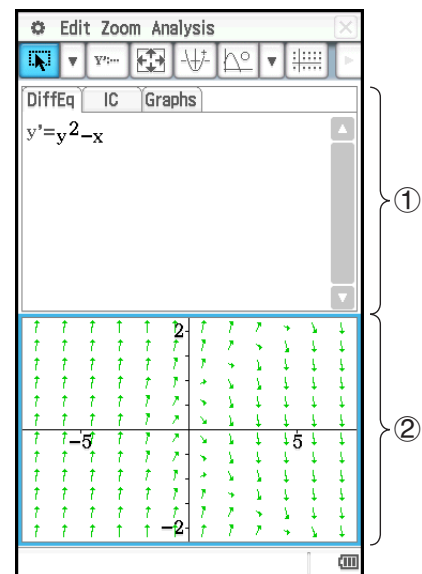 Edit Zoom Analysis
Y':···
DiffEq IC Graphs
y'=y²−x
①
2
−5 5
②
−2